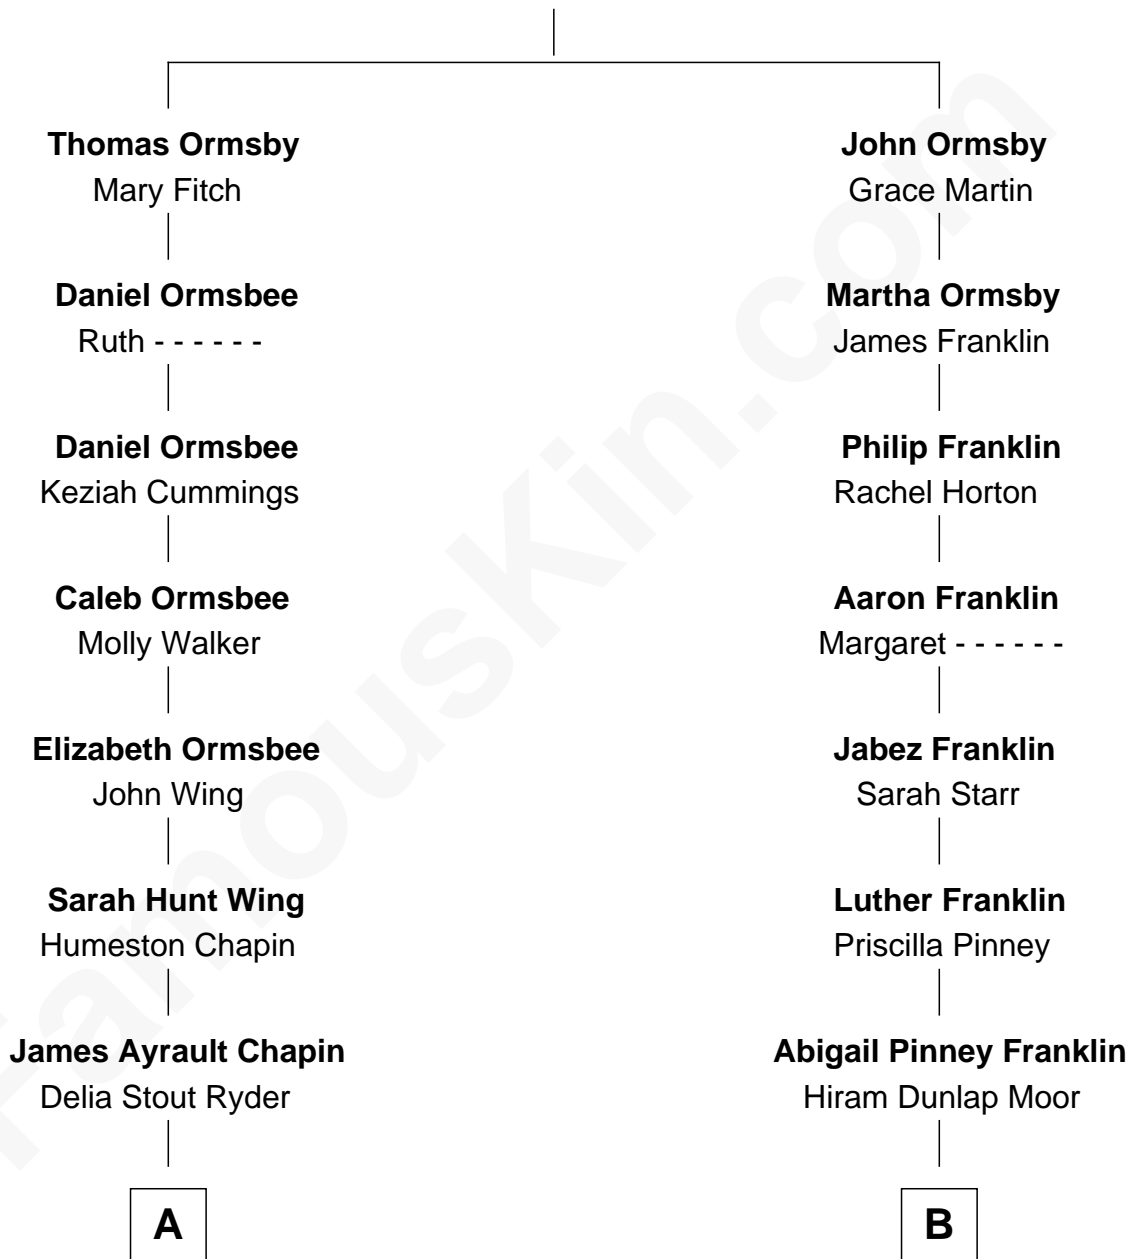 Thomas Ormsby
Mary Fitch
John Ormsby
Grace Martin
Daniel Ormsbee
Ruth - - - - - -
Martha Ormsby
James Franklin
Daniel Ormsbee
Keziah Cummings
Philip Franklin
Rachel Horton
Caleb Ormsbee
Molly Walker
Aaron Franklin
Margaret - - - - - -
Elizabeth Ormsbee
John Wing
Jabez Franklin
Sarah Starr
Sarah Hunt Wing
Humeston Chapin
Luther Franklin
Priscilla Pinney
James Ayrault Chapin
Delia Stout Ryder
Abigail Pinney Franklin
Hiram Dunlap Moor
A
B
FamousKin.com